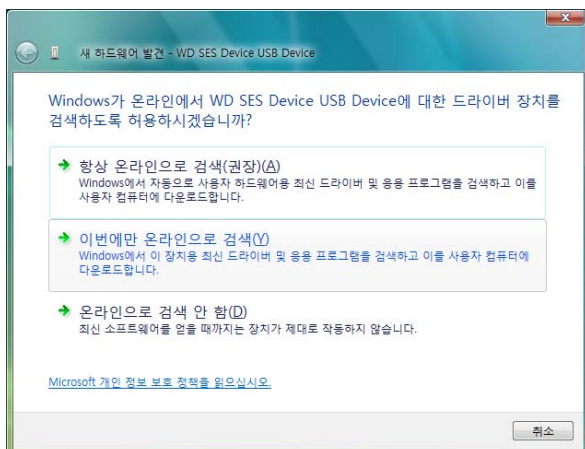 새 하드웨어 발견 - WD SES Device USB Device
Windows가 온라인에서 WD SES Device USB Device에 대한 드라이버 장치를
검색하도록 허용하시겠습니까?
항상 온라인으로 검색(권장)(A)
Windows에서 자동으로 사용자 하드웨어용 최신 드라이버 및 응용 프로그램을 검색하고 이를
사용자 컴퓨터에 다운로드합니다.
이번에만 온라인으로 검색(Y)
Windows에서 이 장치용 최신 드라이버 및 응용 프로그램을 검색하고 이를 사용자 컴퓨터에
다운로드합니다.
온라인으로 검색 안 함(D)
최신 소프트웨어를 얻을 때까지는 장치가 제대로 작동하지 않습니다.
Microsoft 개인 정보 보호 정책을 읽으십시오.
취소